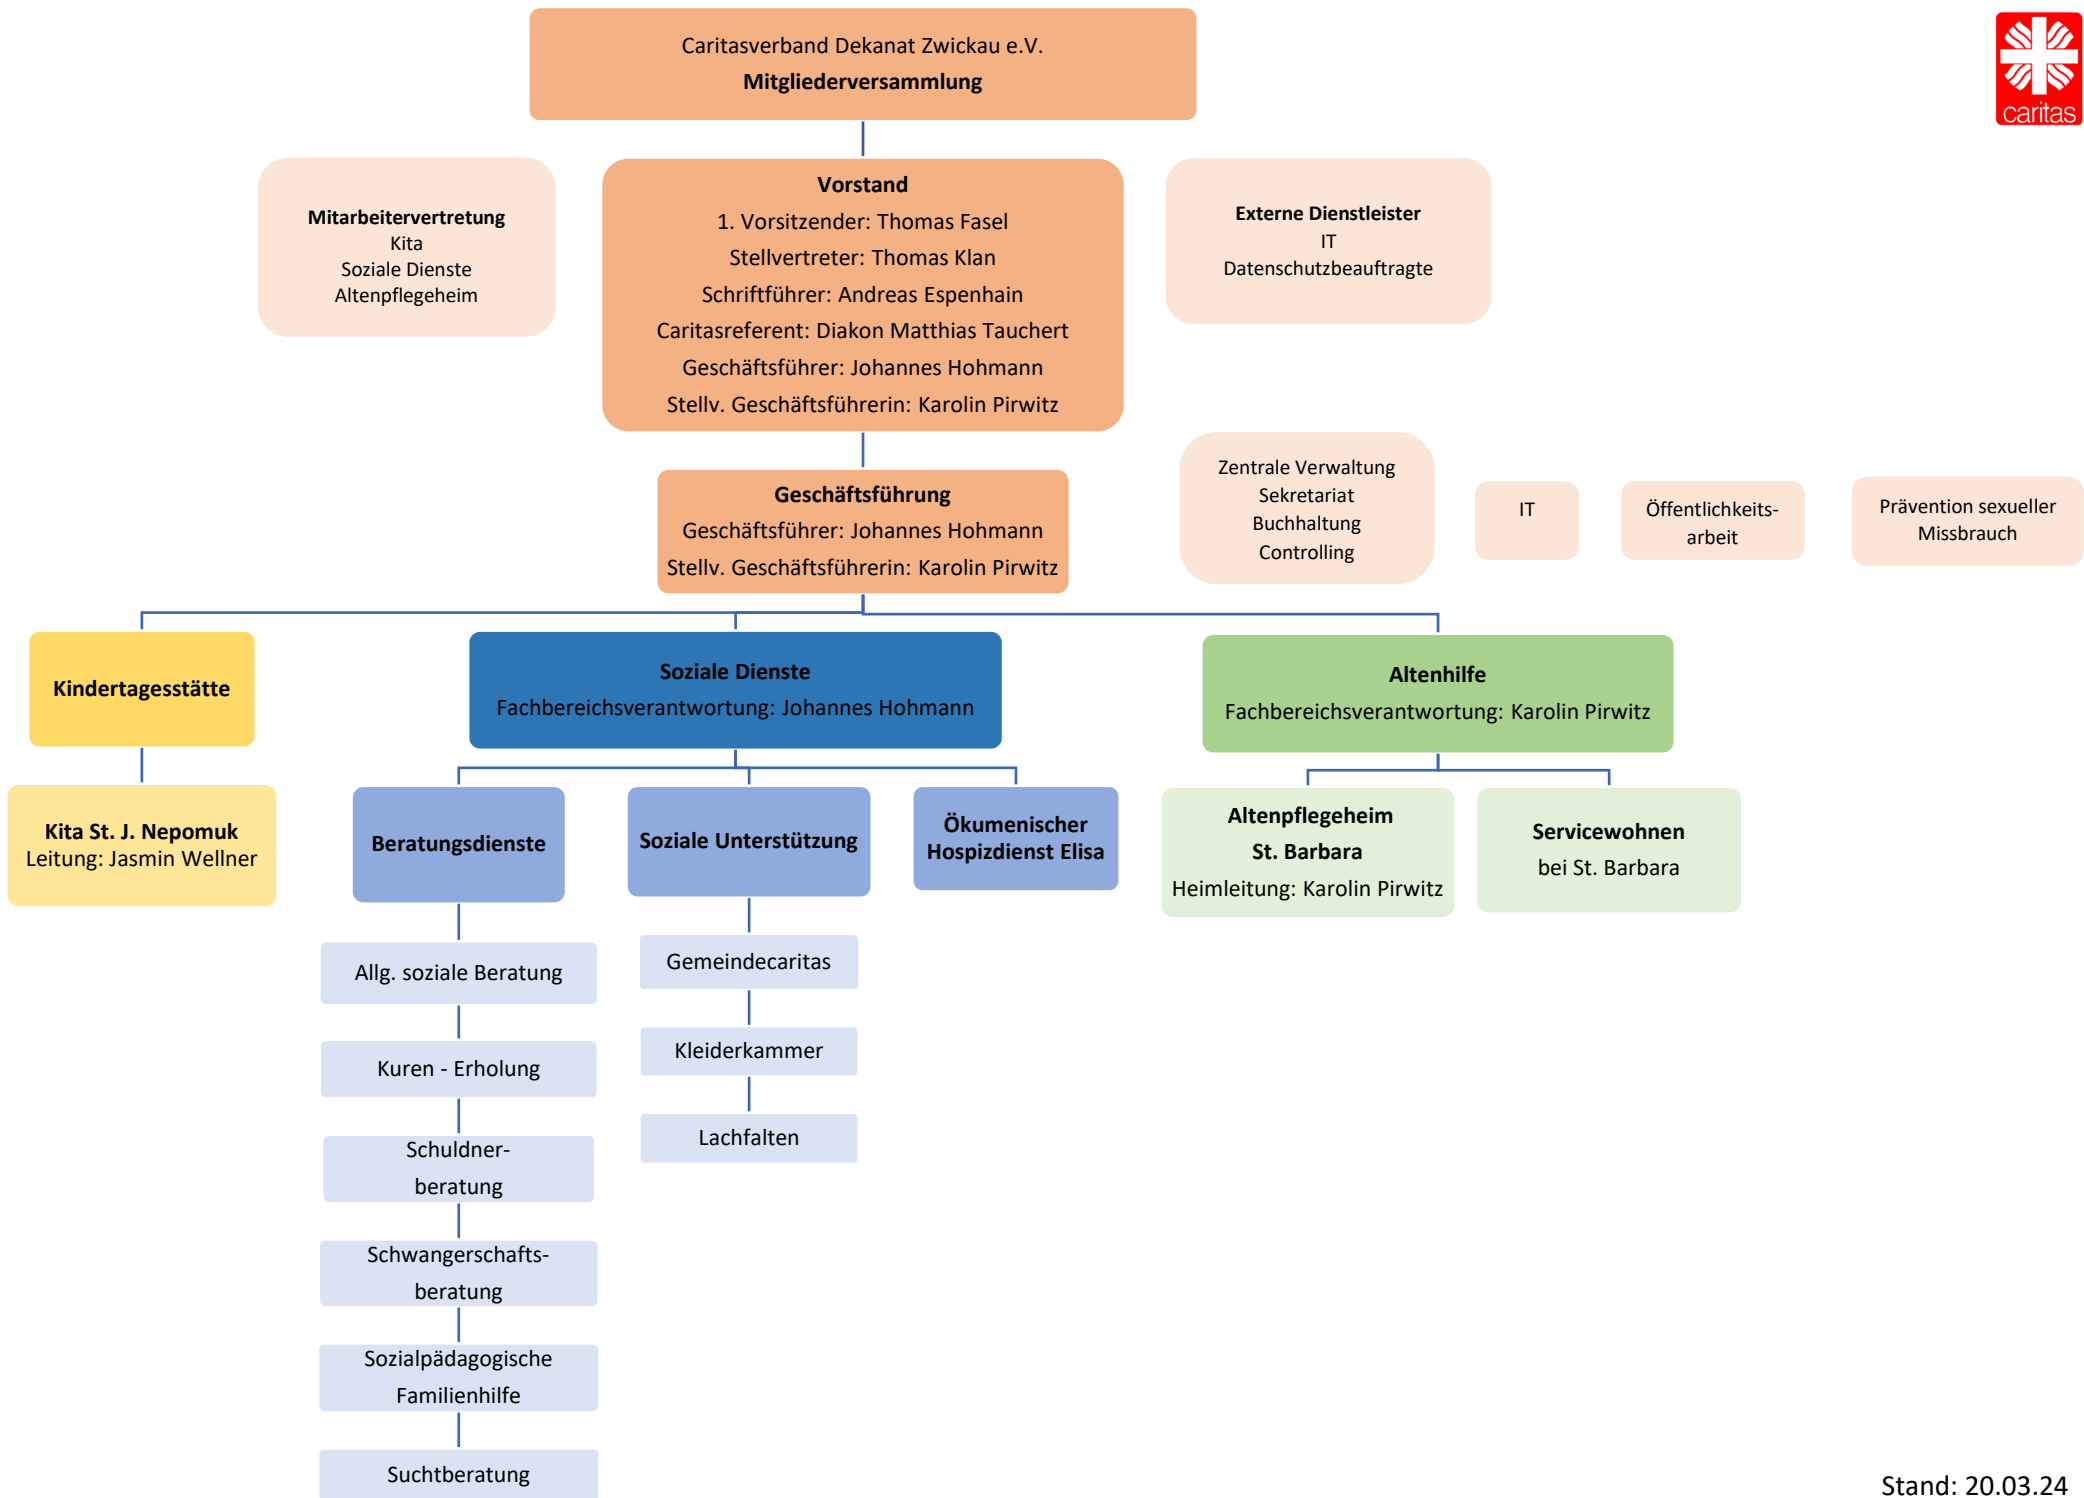 Caritasverband Dekanat Zwickau e.V.
Mitgliederversammlung
caritas
Mitarbeitervertretung
Kita
Soziale Dienste
Altenpflegeheim
Vorstand
1. Vorsitzender: Thomas Fasel
Stellvertreter: Thomas Klan
Schriftführer: Andreas Espenhain
Caritasreferent: Diakon Matthias Tauchert
Geschäftsführer: Johannes Hohmann
Stellv. Geschäftsführerin: Karolin Pirwitz
Externe Dienstleister
IT
Datenschutzbeauftragte
Geschäftsführung
Geschäftsführer: Johannes Hohmann
Stellv. Geschäftsführerin: Karolin Pirwitz
Zentrale Verwaltung
Sekretariat
Buchhaltung
Controlling
IT
Öffentlichkeits-
arbeit
Prävention sexueller
Missbrauch
Kindertagesstätte
Soziale Dienste
Fachbereichsverantwortung: Johannes Hohmann
Altenhilfe
Fachbereichsverantwortung: Karolin Pirwitz
Kita St. J. Nepomuk
Leitung: Jasmin Wellner
Beratungsdienste
Soziale Unterstützung
Ökumenischer
Hospizdienst Elisa
Altenpflegeheim
St. Barbara
Heimleitung: Karolin Pirwitz
Servicewohnen
bei St. Barbara
Allg. soziale Beratung
Kuren - Erholung
Schuldner-
beratung
Schwangerschafts-
beratung
Sozialpädagogische
Familienhilfe
Suchtberatung
Gemeindecaritas
Kleiderkammer
Lachfalten
Stand: 20.03.24